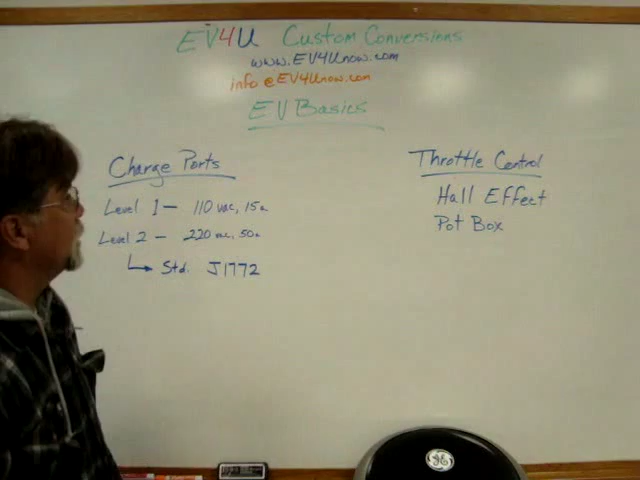 EV4U Custom Conversions
www.EV4Unow.com
info@EV4Unow.com
EV Basics
Charge Ports
Level 1 — 110 vac, 15a
Level 2 — 220 vac, 50a
Std. J1772
Throttle Control
Hall Effect
Pot Box
GE